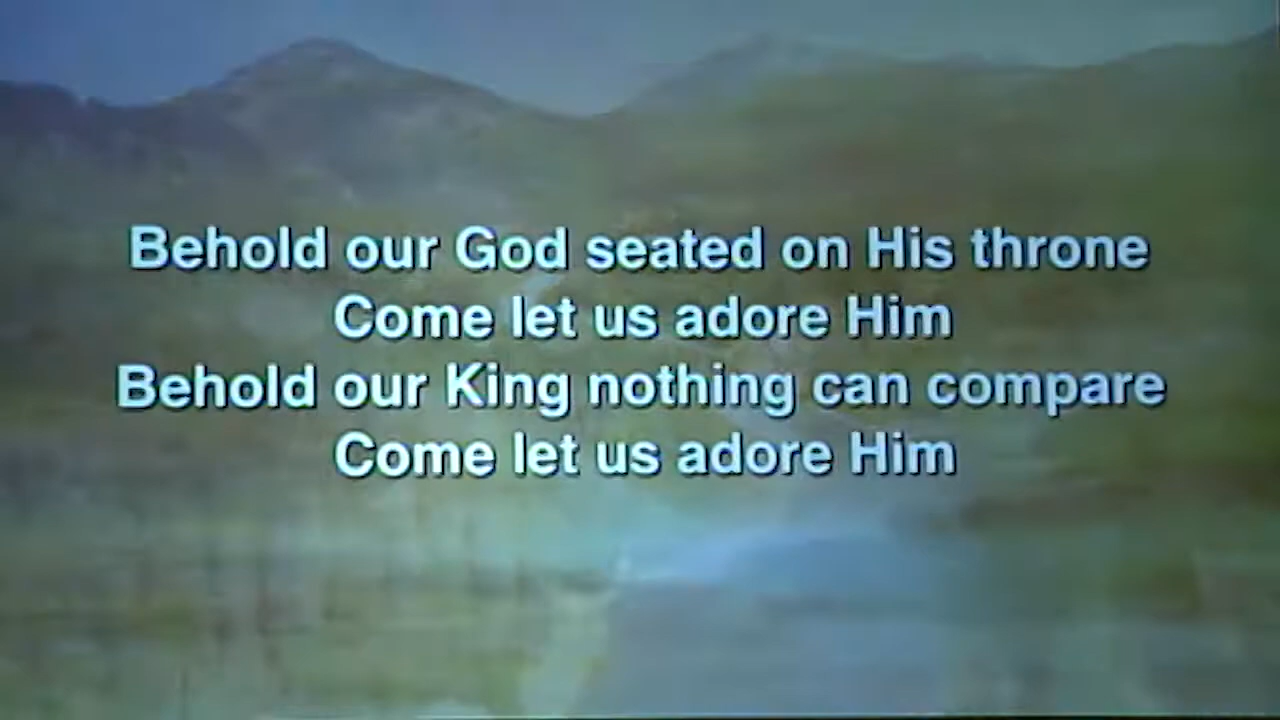 Behold our God seated on His throne
Come let us adore Him
Behold our King nothing can compare
Come let us adore Him